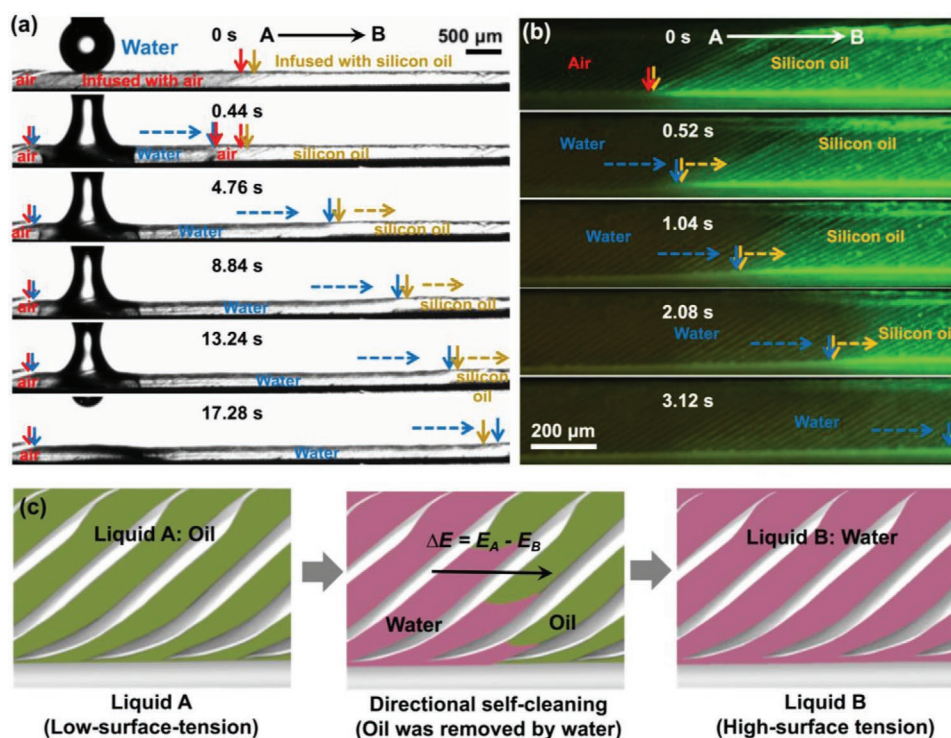 (a)
Water
0 s
A B
500 µm
air
Infused with air
Infused with silicon oil
0.44 s
air
Water
air
silicon oil
4.76 s
air
Water
silicon oil
8.84 s
air
Water
silicon oil
13.24 s
air
Water
silicon
oil
17.28 s
air
Water
(b)
0 s
A B
Air
Silicon oil
0.52 s
Water
Silicon oil
1.04 s
Water
Silicon oil
2.08 s
Water
Silicon oil
3.12 s
Water
200 µm
(c)
Liquid A: Oil
ΔE = E_A - E_B
Water
Oil
Liquid B: Water
Liquid A
(Low-surface-tension)
Directional self-cleaning
(Oil was removed by water)
Liquid B
(High-surface tension)